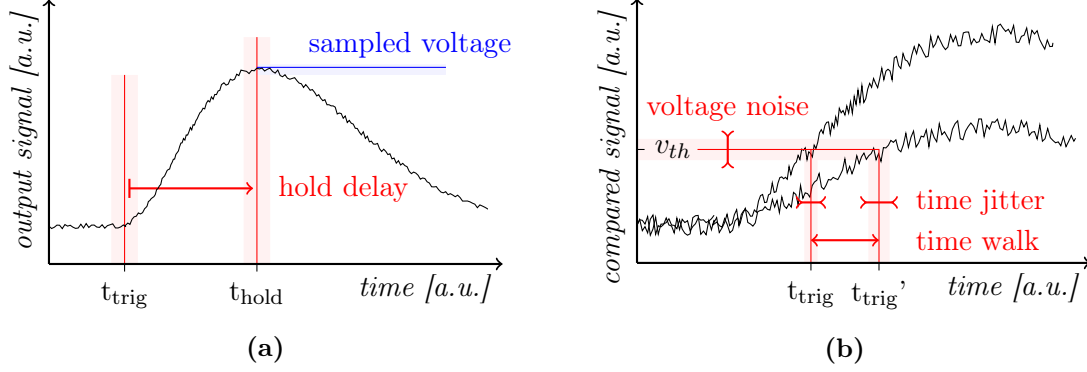 output signal [a.u.]
sampled voltage
hold delay
t_trig
t_hold
time [a.u.]
(a)
compared signal [a.u.]
voltage noise
v_th
time jitter
time walk
t_trig
t_trig'
time [a.u.]
(b)